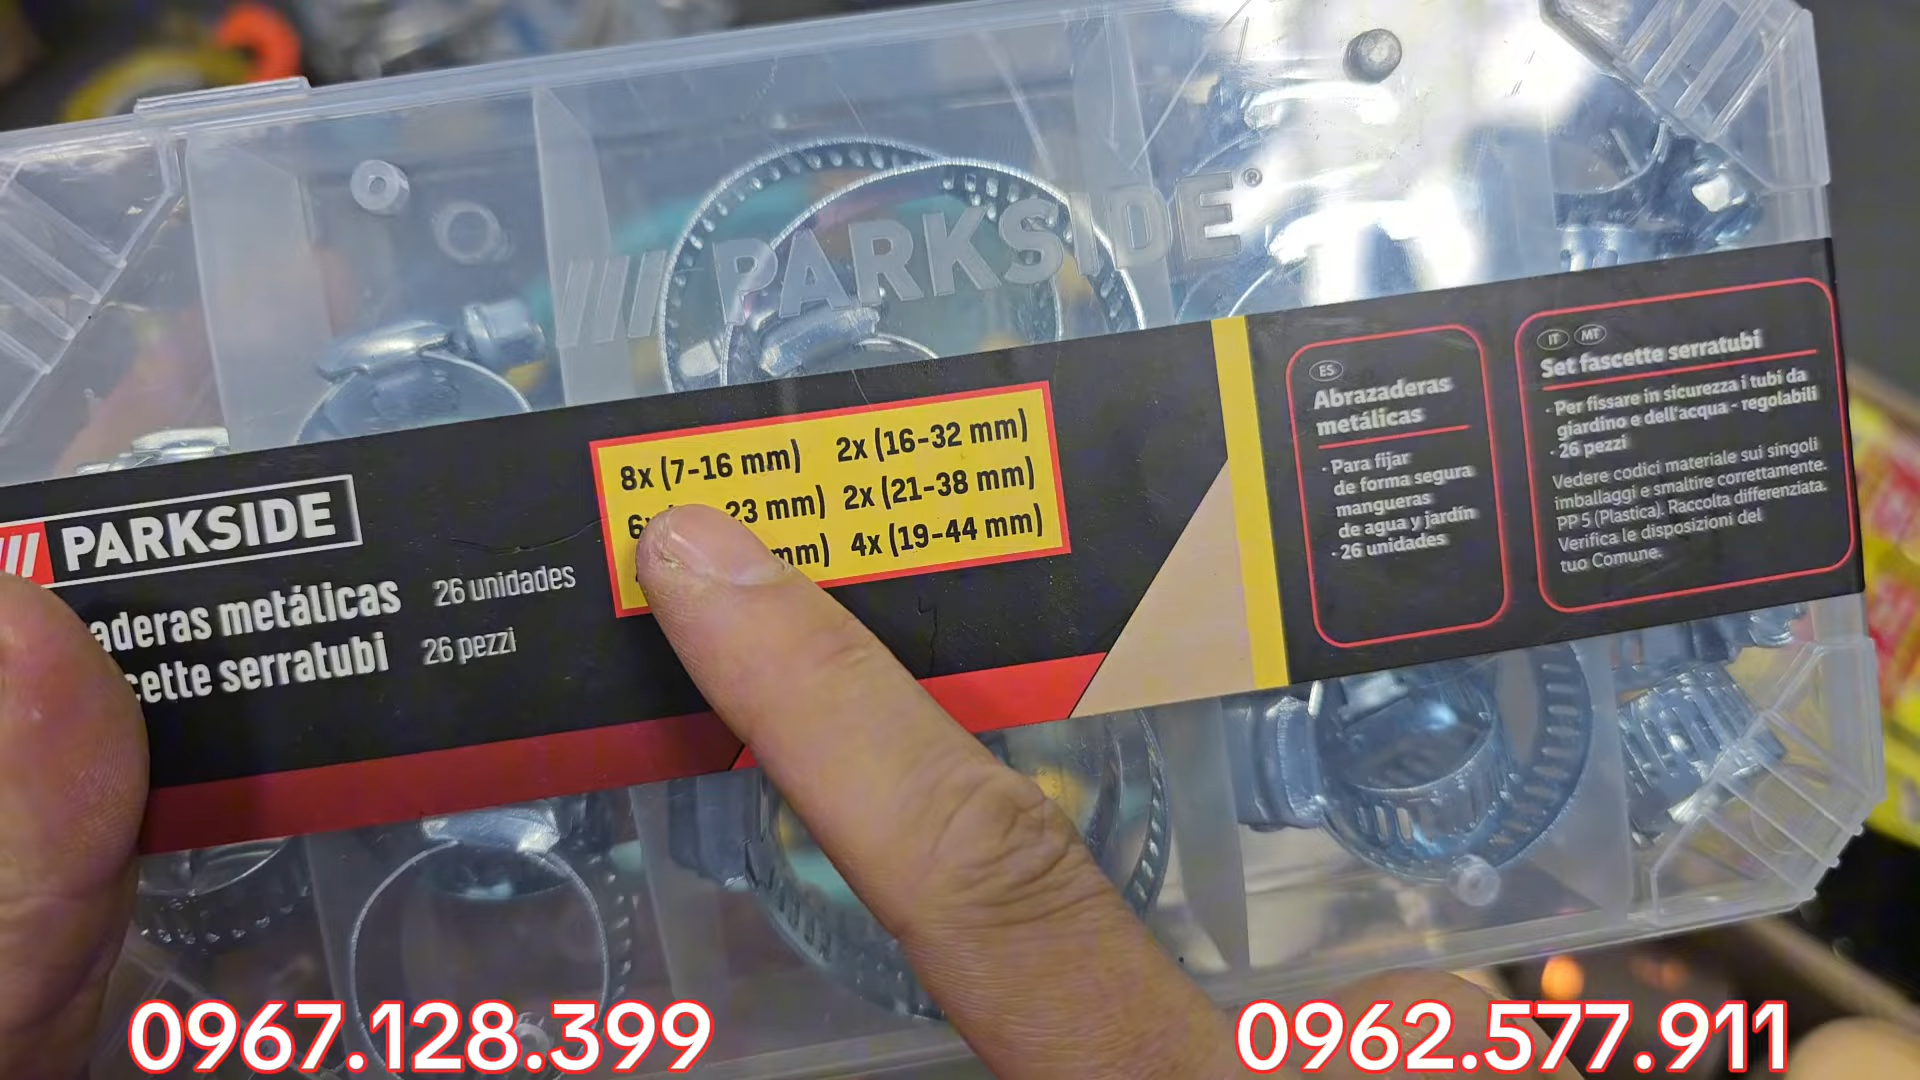 PARKSIDE®
PARKSIDE
aderas metálicas
26 unidades
cette serratubi
26 pezzi
8x (7-16 mm)
2x (16-32 mm)
23 mm)
2x (21-38 mm)
mm)
4x (19-44 mm)
ES
Abrazaderas
metálicas
· Para fijar
de forma segura
mangueras
de agua y jardín
· 26 unidades
IT MT
Set fascette serratubi
· Per fissare in sicurezza i tubi da
giardino e dell'acqua - regolabili
· 26 pezzi
Vedere codici materiale sui singoli
imballaggi e smaltire correttamente.
PP 5 (Plastica). Raccolta differenziata.
Verifica le disposizioni del
tuo Comune.
0967.128.399
0962.577.911